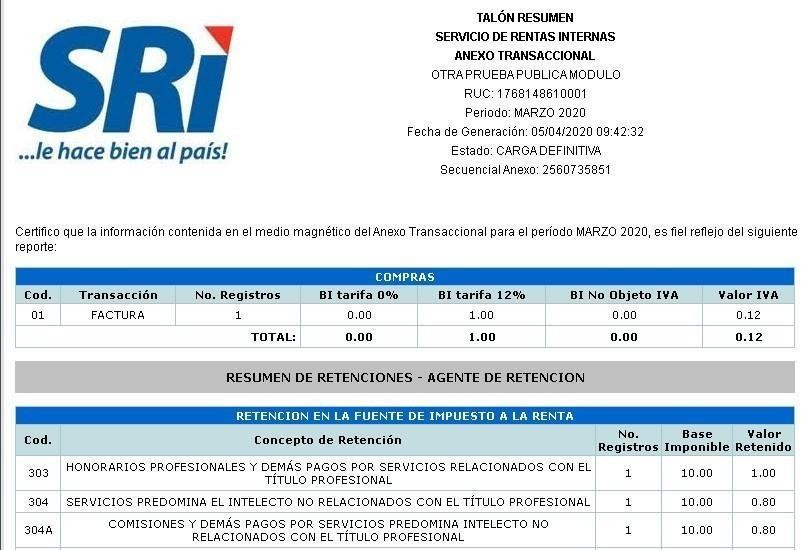 SRi
...le hace bien al país!
TALÓN RESUMEN
SERVICIO DE RENTAS INTERNAS
ANEXO TRANSACCIONAL
OTRA PRUEBA PUBLICA MODULO
RUC: 1768148610001
Periodo: MARZO 2020
Fecha de Generación: 05/04/2020 09:42:32
Estado: CARGA DEFINITIVA
Secuencial Anexo: 2560735851
Certifico que la información contenida en el medio magnético del Anexo Transaccional para el período MARZO 2020, es fiel reflejo del siguiente
reporte:
COMPRAS
Cod. Transacción No. Registros BI tarifa 0% BI tarifa 12% BI No Objeto IVA Valor IVA
01 FACTURA 1 0.00 1.00 0.00 0.12
TOTAL: 0.00 1.00 0.00 0.12
RESUMEN DE RETENCIONES - AGENTE DE RETENCION
RETENCION EN LA FUENTE DE IMPUESTO A LA RENTA
Cod. Concepto de Retención No. Registros Base Imponible Valor Retenido
303 HONORARIOS PROFESIONALES Y DEMÁS PAGOS POR SERVICIOS RELACIONADOS CON EL TÍTULO PROFESIONAL 1 10.00 1.00
304 SERVICIOS PREDOMINA EL INTELECTO NO RELACIONADOS CON EL TÍTULO PROFESIONAL 1 10.00 0.80
304A COMISIONES Y DEMÁS PAGOS POR SERVICIOS PREDOMINA INTELECTO NO RELACIONADOS CON EL TÍTULO PROFESIONAL 1 10.00 0.80